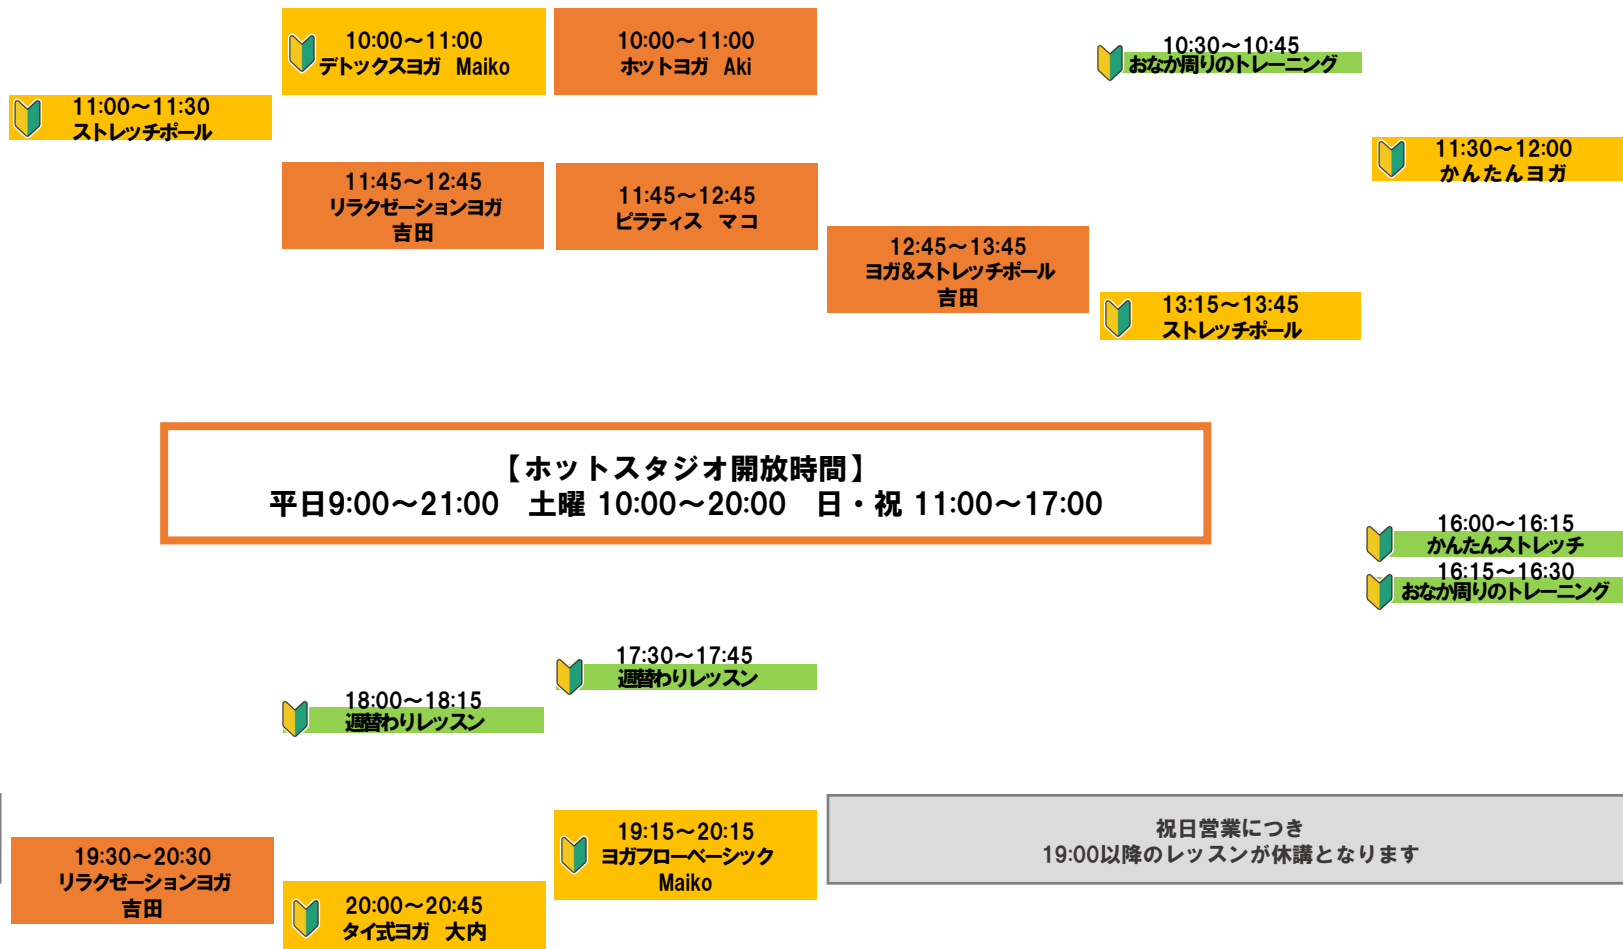 10:00～11:00
デトックスヨガ Maiko
10:00～11:00
ホットヨガ Aki
10:30～10:45
おなか周りのトレーニング
11:00～11:30
ストレッチポール
11:30～12:00
かんたんヨガ
11:45～12:45
リラクゼーションヨガ
吉田
11:45～12:45
ピラティス マコ
12:45～13:45
ヨガ&ストレッチポール
吉田
13:15～13:45
ストレッチポール
【ホットスタジオ開放時間】
平日9:00～21:00 土曜 10:00～20:00 日・祝 11:00～17:00
16:00～16:15
かんたんストレッチ
16:15～16:30
おなか周りのトレーニング
17:30～17:45
週替わりレッスン
18:00～18:15
週替わりレッスン
19:15～20:15
ヨガフローベーシック
Maiko
祝日営業につき
19:00以降のレッスンが休講となります
19:30～20:30
リラクゼーションヨガ
吉田
20:00～20:45
タイ式ヨガ 大内